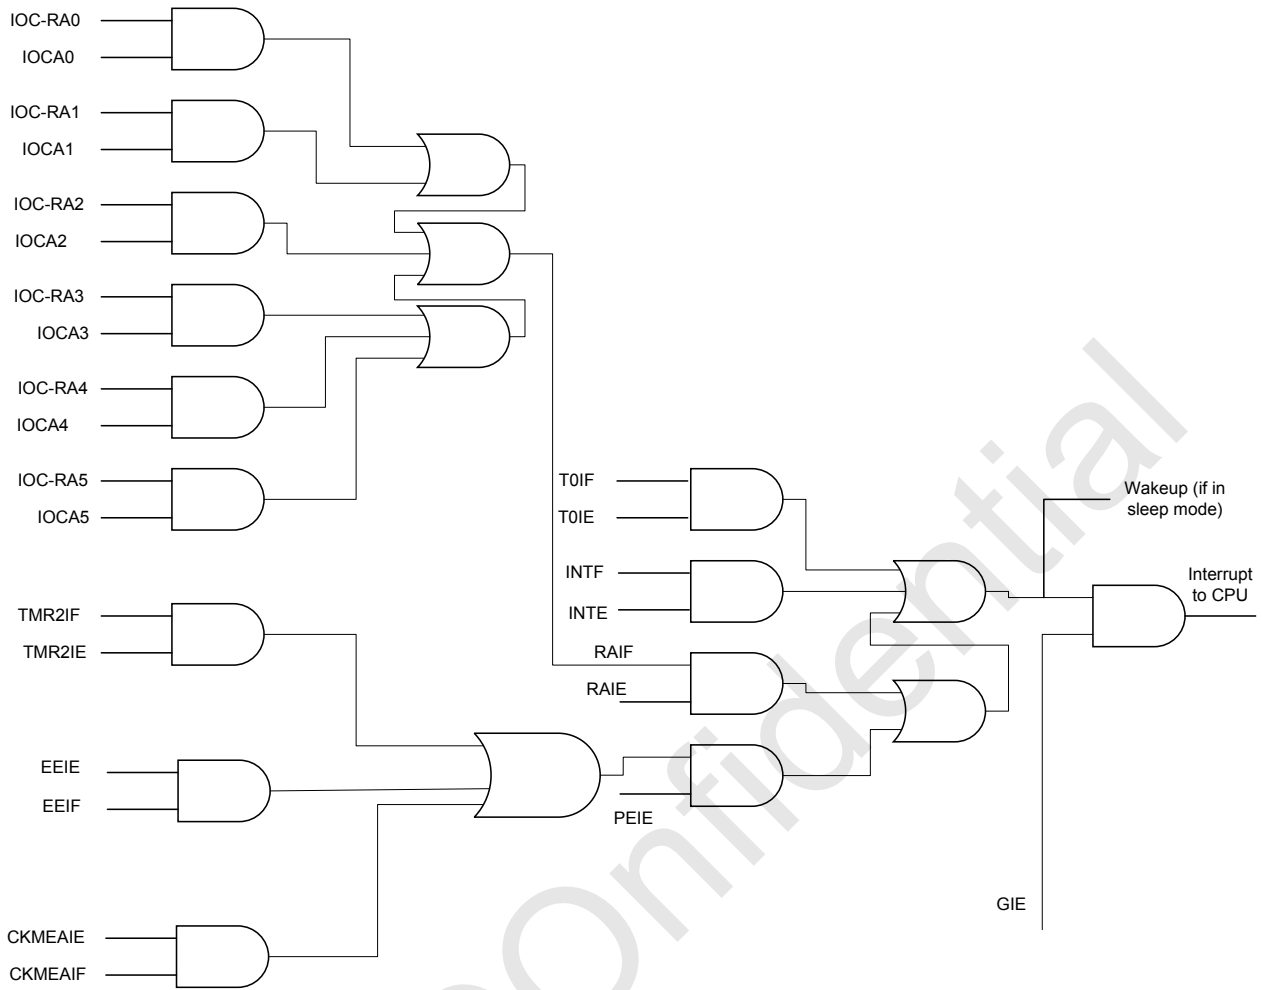 IOC-RA0
IOCA0
IOC-RA1
IOCA1
IOC-RA2
IOCA2
IOC-RA3
IOCA3
IOC-RA4
IOCA4
IOC-RA5
IOCA5
TMR2IF
TMR2IE
EEIE
EEIF
CKMEAIE
CKMEAIF
T0IF
T0IE
INTF
INTE
RAIF
RAIE
PEIE
Wakeup (if in
sleep mode)
Interrupt
to CPU
GIE
Onfidential